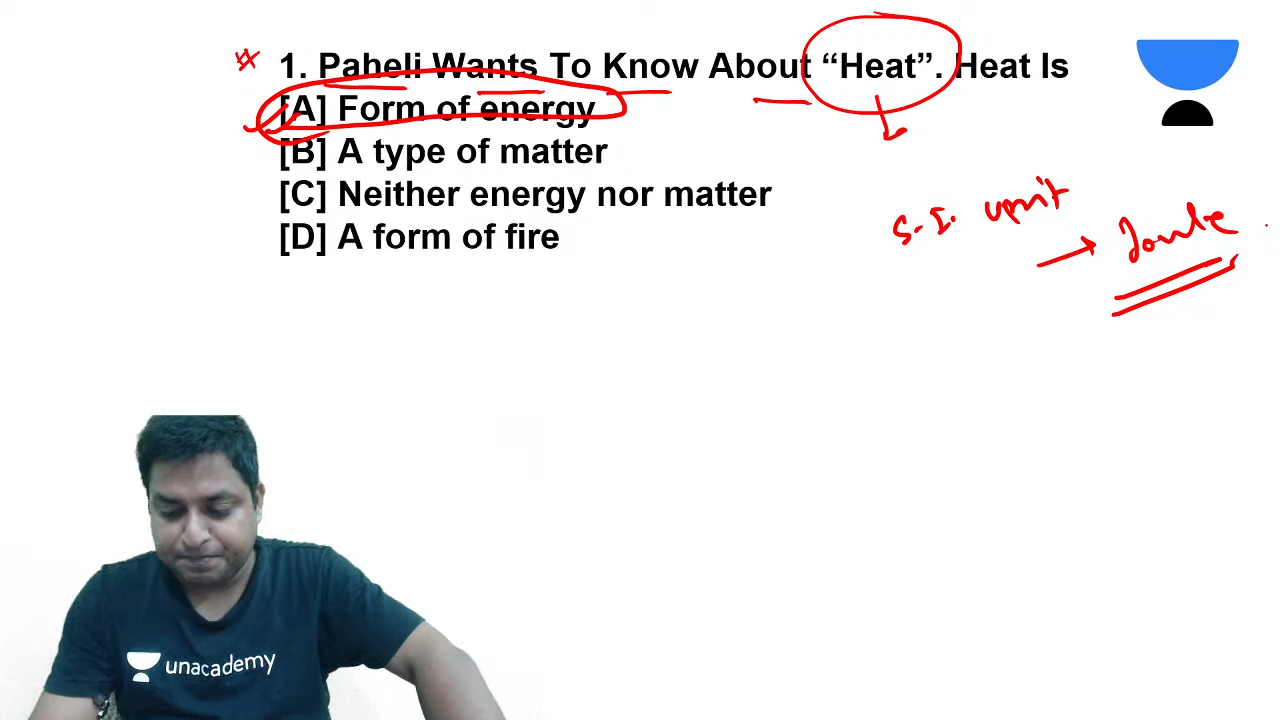 1. Paheli Wants To Know About “Heat”. Heat Is
[A] Form of energy
[B] A type of matter
[C] Neither energy nor matter
[D] A form of fire
S.I. unit
→ Joule
unacademy